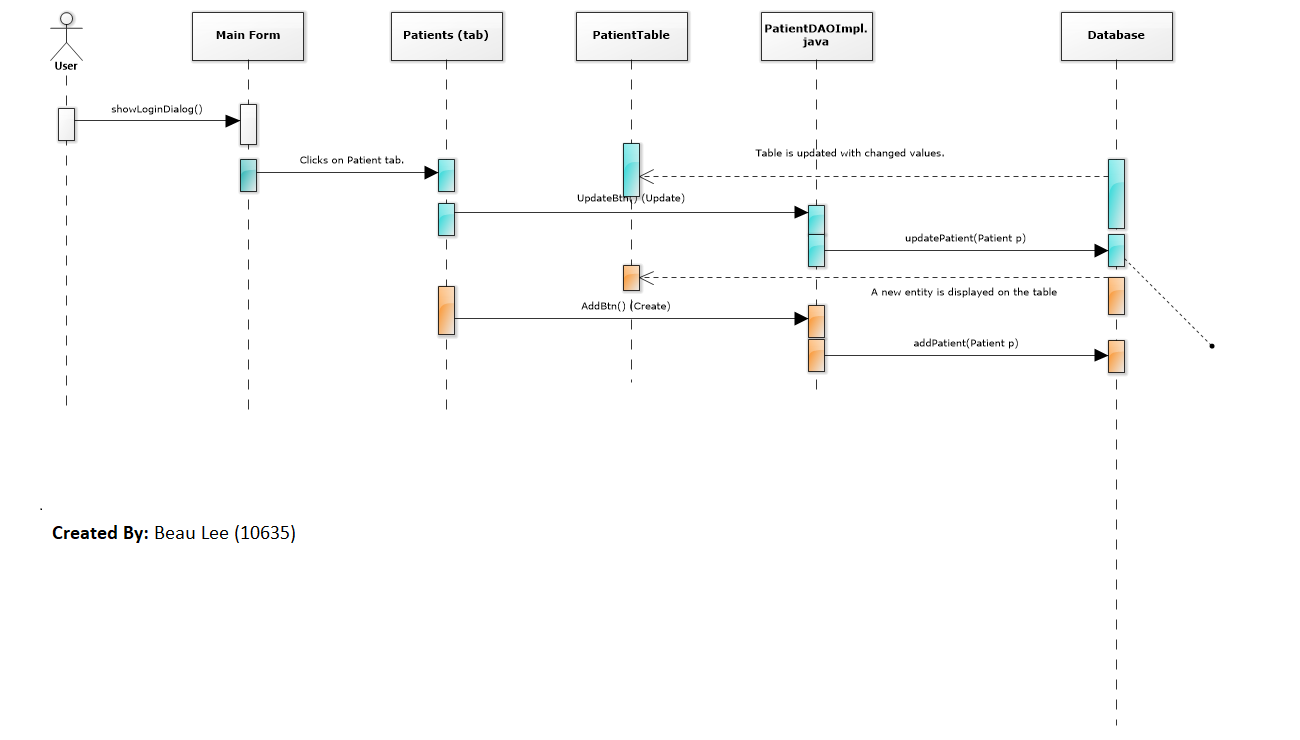 User
Main Form
Patients (tab)
PatientTable
PatientDAOImpl.
java
Database
showLoginDialog()
Clicks on Patient tab.
Table is updated with changed values.
UpdateBtn() (Update)
updatePatient(Patient p)
A new entity is displayed on the table
AddBtn() (Create)
addPatient(Patient p)
.
Created By: Beau Lee (10635)